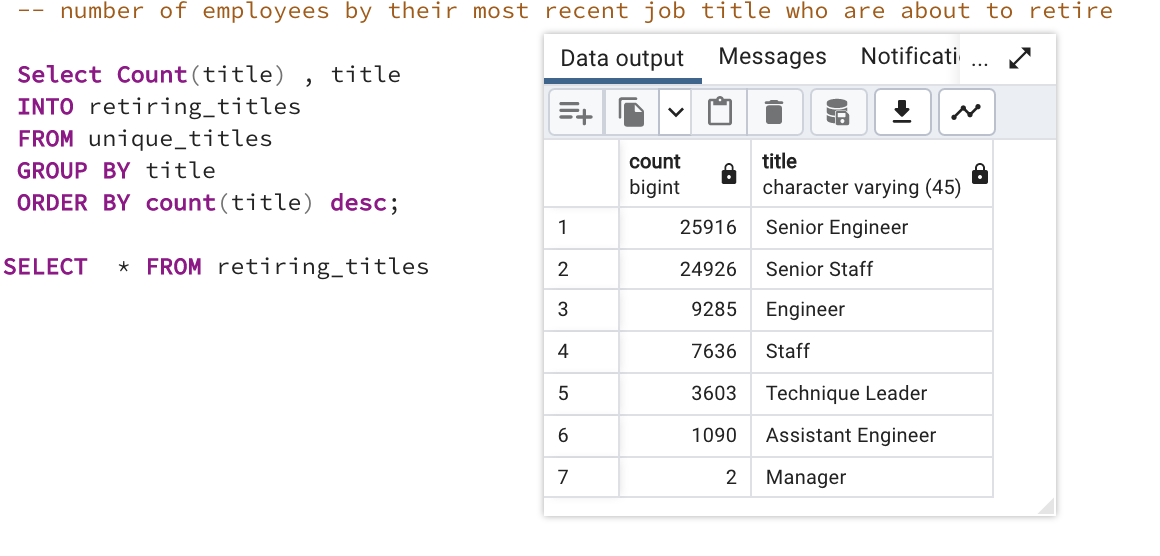 -- number of employees by their most recent job title who are about to retire
Select Count(title) , title
INTO retiring_titles
FROM unique_titles
GROUP BY title
ORDER BY count(title) desc;
SELECT  * FROM retiring_titles
Data output Messages Notificati ...
count title
bigint character varying (45)
1 25916 Senior Engineer
2 24926 Senior Staff
3 9285 Engineer
4 7636 Staff
5 3603 Technique Leader
6 1090 Assistant Engineer
7 2 Manager